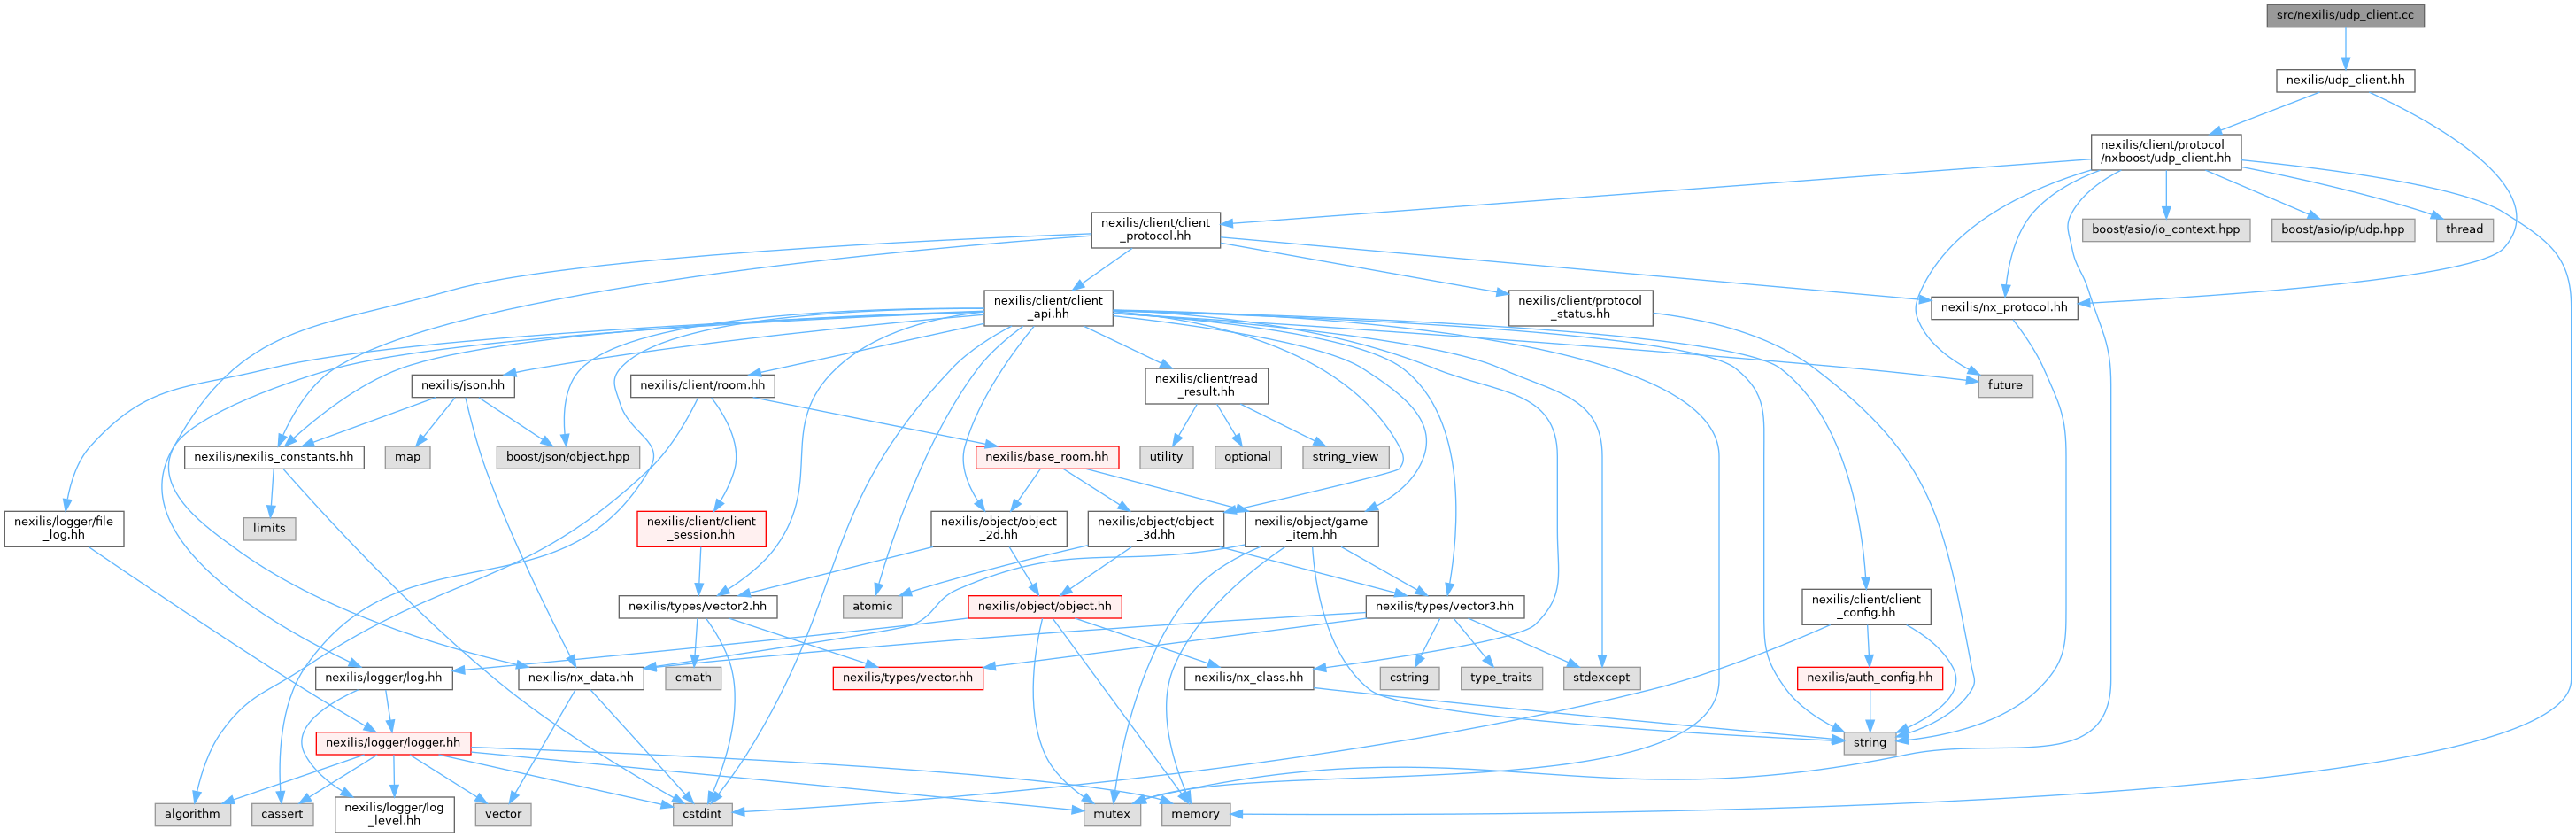 src/nexilis/udp_client.cc
nexilis/udp_client.hh
nexilis/client/protocol
/nxboost/udp_client.hh
nexilis/client/client
_protocol.hh
boost/asio/io_context.hpp
boost/asio/ip/udp.hpp
thread
nexilis/client/client
_api.hh
nexilis/client/protocol
_status.hh
nexilis/nx_protocol.hh
nexilis/json.hh
nexilis/client/room.hh
nexilis/client/read
_result.hh
future
nexilis/nexilis_constants.hh
map
boost/json/object.hpp
nexilis/base_room.hh
utility
optional
string_view
nexilis/logger/file
_log.hh
limits
nexilis/client/client
_session.hh
nexilis/object/object
_2d.hh
nexilis/object/object
_3d.hh
nexilis/object/game
_item.hh
nexilis/types/vector2.hh
atomic
nexilis/object/object.hh
nexilis/types/vector3.hh
nexilis/client/client
_config.hh
nexilis/logger/log.hh
nexilis/nx_data.hh
cmath
nexilis/types/vector.hh
nexilis/nx_class.hh
cstring
type_traits
stdexcept
nexilis/auth_config.hh
nexilis/logger/logger.hh
string
algorithm
cassert
nexilis/logger/log
_level.hh
vector
cstdint
mutex
memory